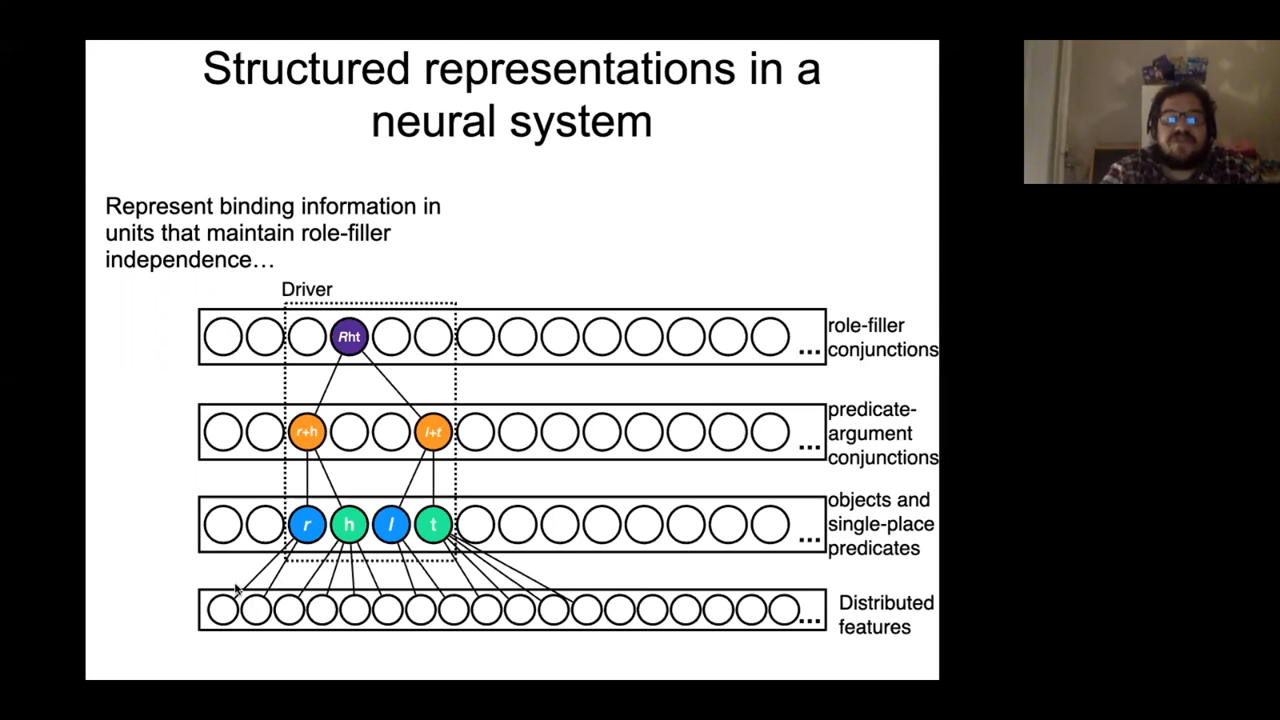 Structured representations in a
neural system
Represent binding information in
units that maintain role-filler
independence…
Driver
Rht
...
role-filler
conjunctions
r+h
l+t
...
predicate-
argument
conjunctions
r
h
l
t
...
objects and
single-place
predicates
...
Distributed
features